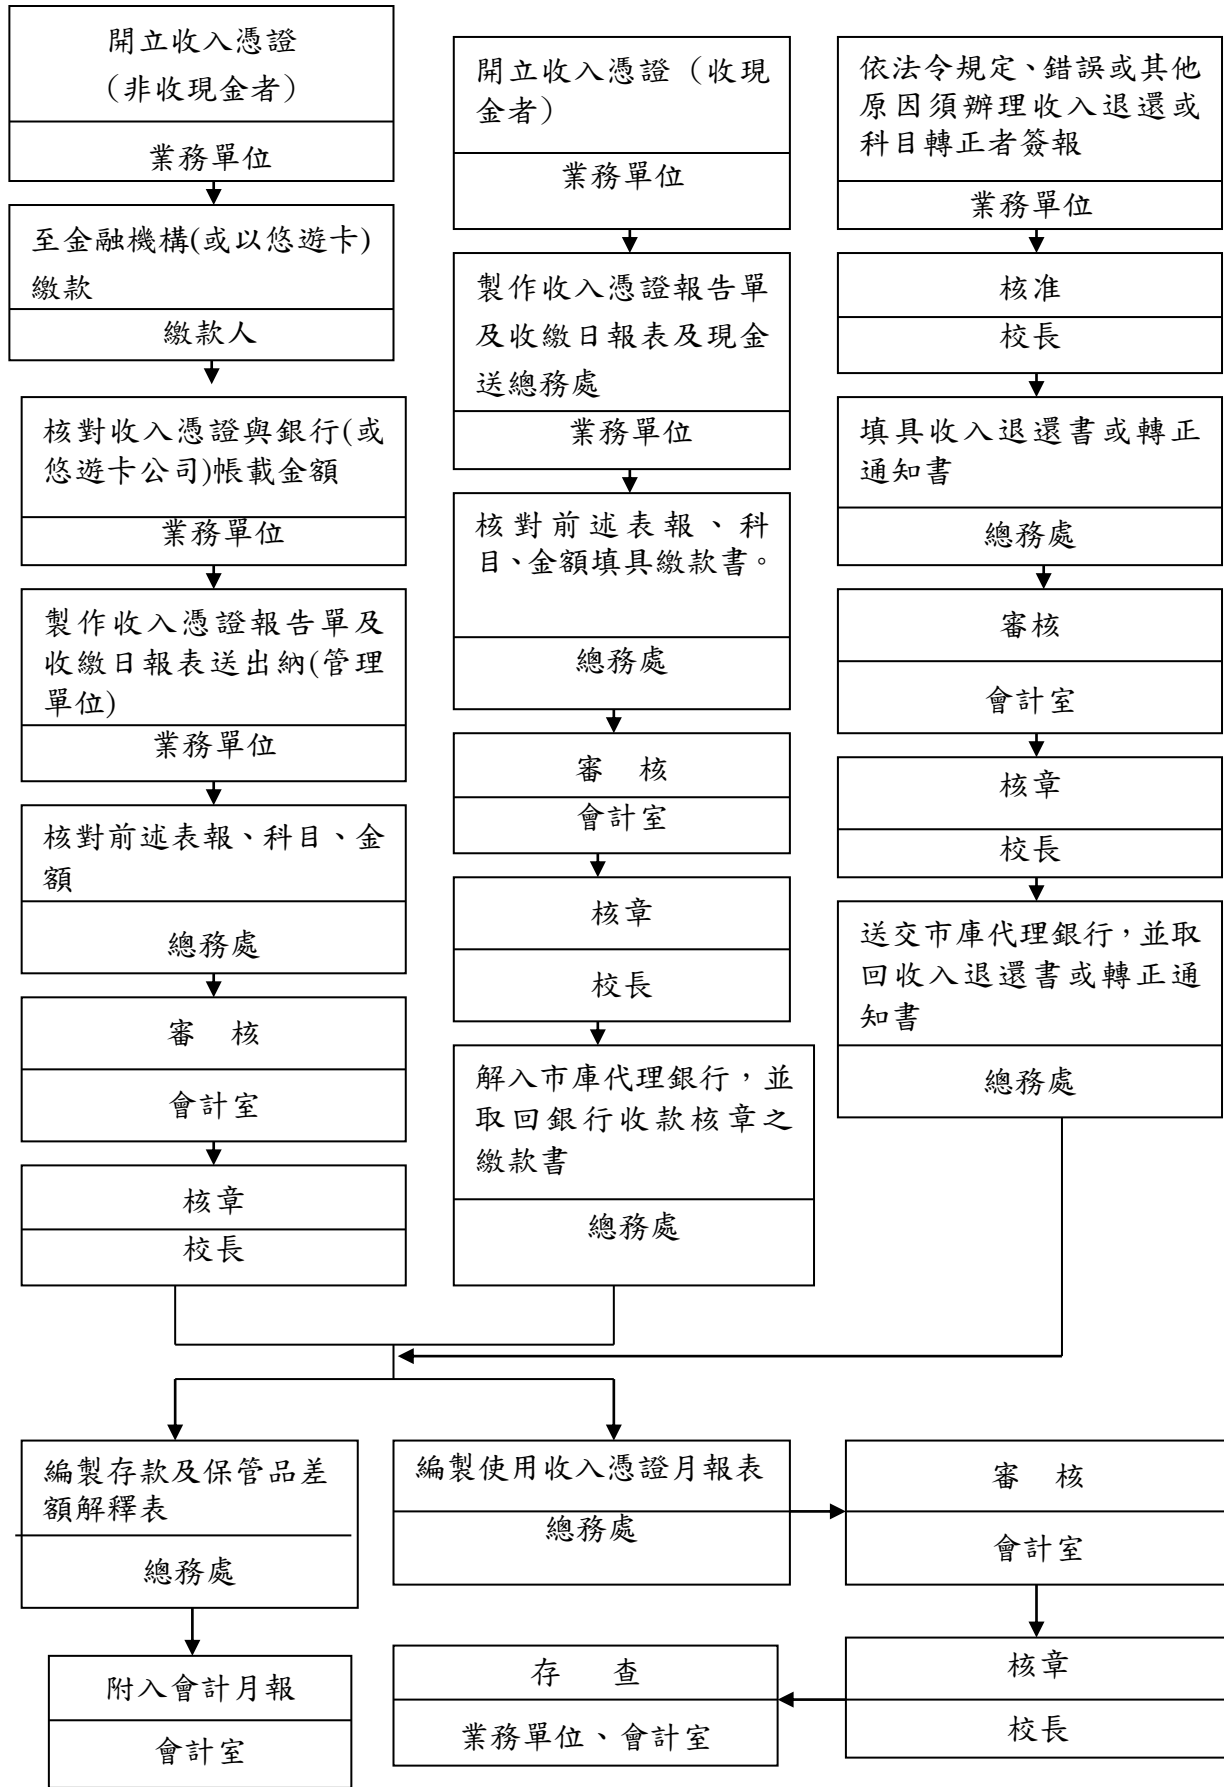 開立收入憑證
（非收現金者）
業務單位
至金融機構(或以悠遊卡)
繳款
繳款人
核對收入憑證與銀行(或
悠遊卡公司)帳載金額
業務單位
製作收入憑證報告單及
收繳日報表送出納(管理
單位)
業務單位
核對前述表報、科目、金
額
總務處
審　核
會計室
核章
校長
開立收入憑證（收現
金者）
業務單位
製作收入憑證報告單
及收繳日報表及現金
送總務處
業務單位
核對前述表報、科
目、金額填具繳款書。
總務處
審　核
會計室
核章
校長
解入市庫代理銀行，並
取回銀行收款核章之
繳款書
總務處
依法令規定、錯誤或其他
原因須辦理收入退還或
科目轉正者簽報
業務單位
核准
校長
填具收入退還書或轉正
通知書
總務處
審核
會計室
核章
校長
送交市庫代理銀行，並取
回收入退還書或轉正通
知書
總務處
編製存款及保管品差
額解釋表
總務處
附入會計月報
會計室
編製使用收入憑證月報表
總務處
審　核
會計室
核章
校長
存　查
業務單位、會計室